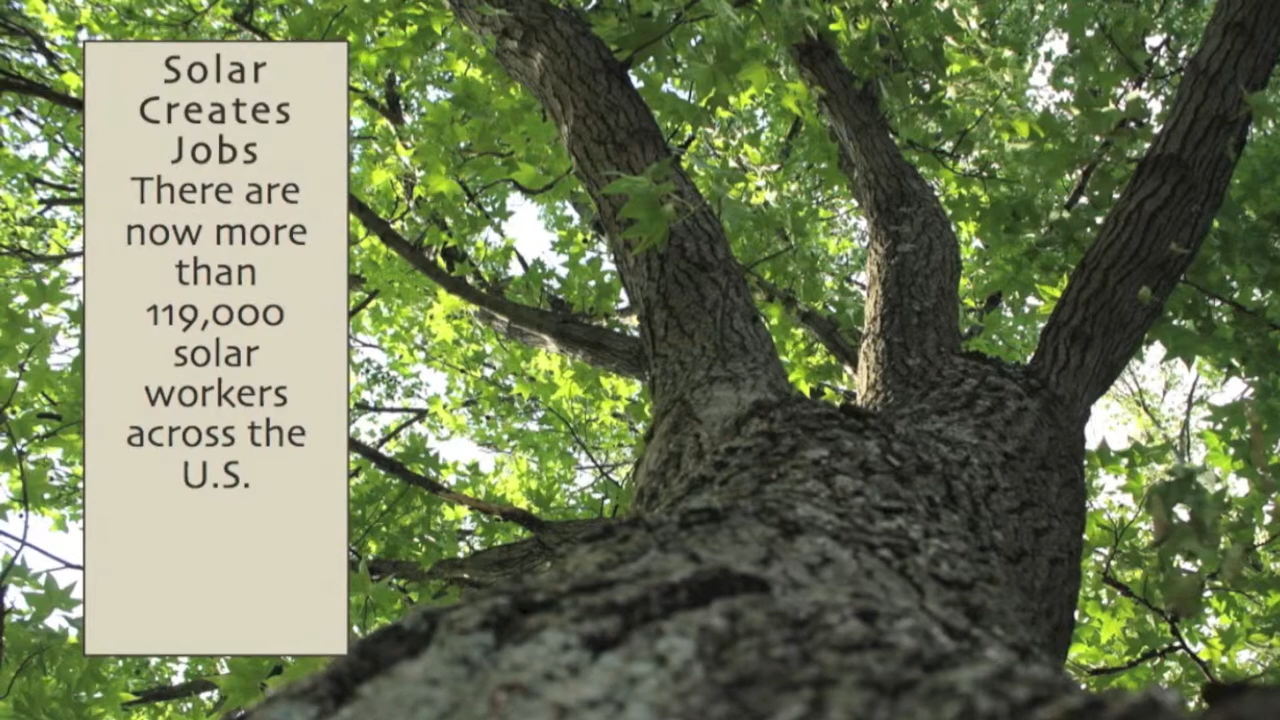 Solar
Creates
Jobs
There are
now more
than
119,000
solar
workers
across the
U.S.